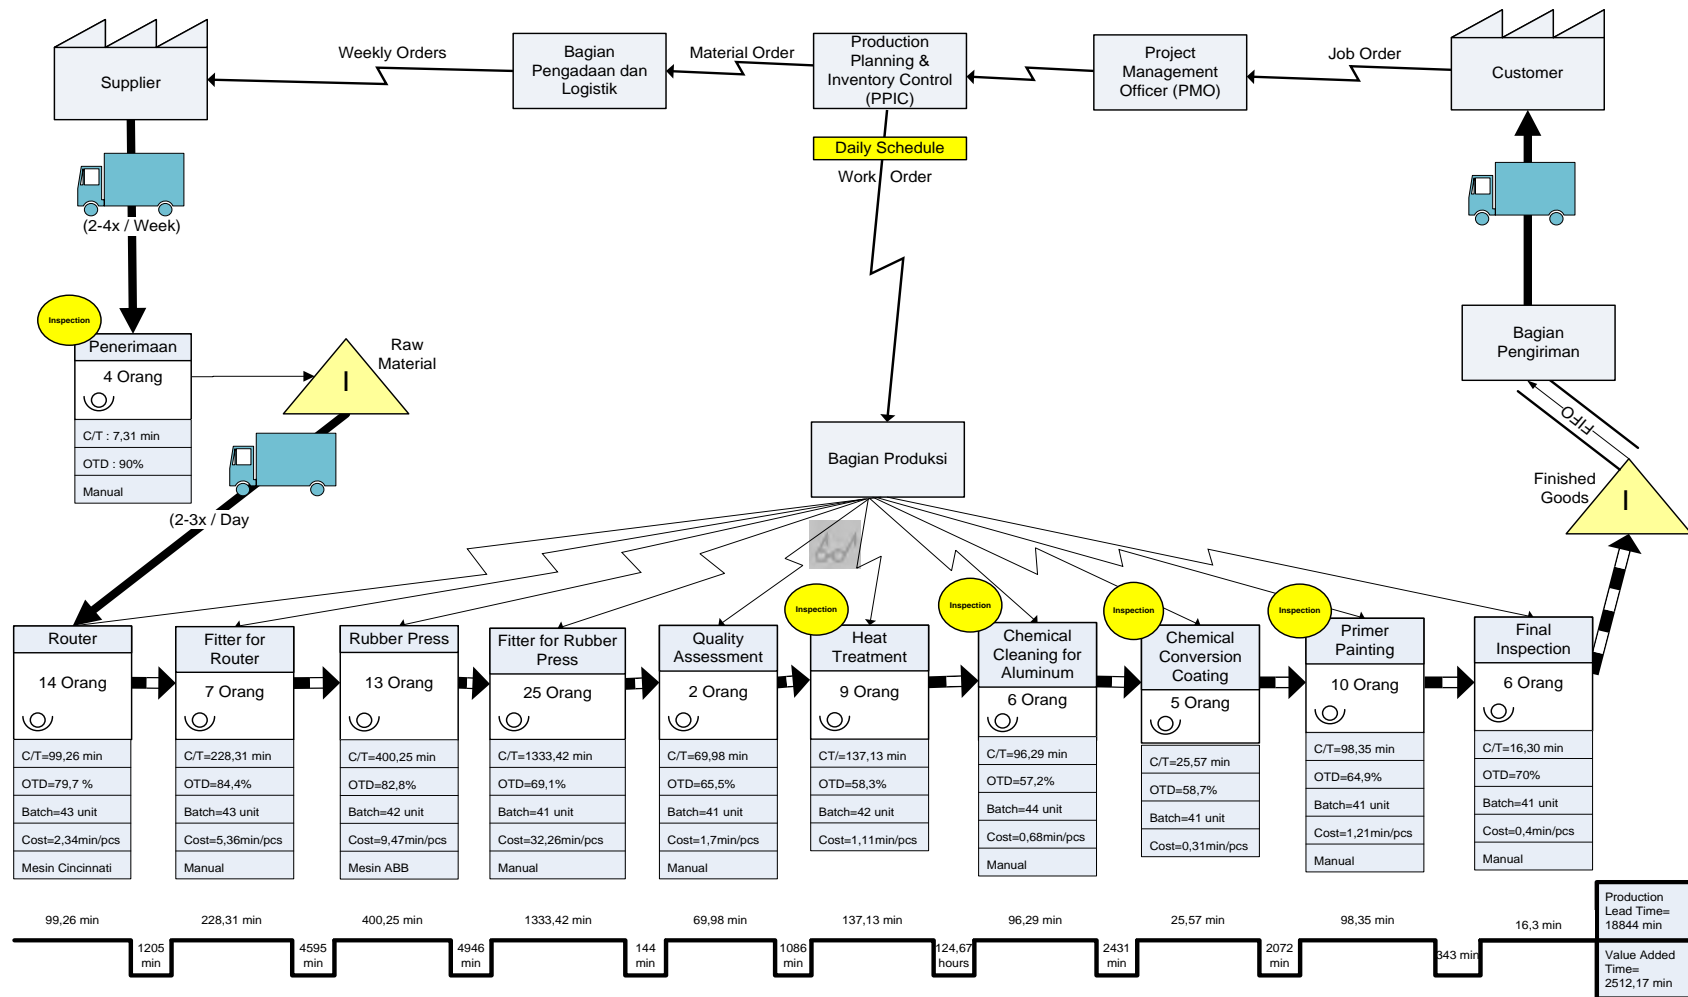 Supplier
Weekly Orders
Bagian
Pengadaan dan
Logistik
Material Order
Production
Planning &
Inventory Control
(PPIC)
Project
Management
Officer (PMO)
Job Order
Customer
Daily Schedule
Work Order
(2-4x / Week)
Inspection
Penerimaan
4 Orang
C/T : 7,31 min
OTD : 90%
Manual
I
Raw
Material
(2-3x / Day
Bagian Produksi
Bagian
Pengiriman
FIFO
Finished
Goods
I
Router
14 Orang
C/T=99,26 min
OTD=79,7 %
Batch=43 unit
Cost=2,34min/pcs
Mesin Cincinnati
Fitter for
Router
7 Orang
C/T=228,31 min
OTD=84,4%
Batch=43 unit
Cost=5,36min/pcs
Manual
Rubber Press
13 Orang
C/T=400,25 min
OTD=82,8%
Batch=42 unit
Cost=9,47min/pcs
Mesin ABB
Fitter for Rubber
Press
25 Orang
C/T=1333,42 min
OTD=69,1%
Batch=41 unit
Cost=32,26min/pcs
Manual
Quality
Assessment
2 Orang
C/T=69,98 min
OTD=65,5%
Batch=41 unit
Cost=1,7min/pcs
Manual
Inspection
Heat
Treatment
9 Orang
CT/=137,13 min
OTD=58,3%
Batch=42 unit
Cost=1,11min/pcs
Inspection
Chemical
Cleaning for
Aluminum
6 Orang
C/T=96,29 min
OTD=57,2%
Batch=44 unit
Cost=0,68min/pcs
Manual
Inspection
Chemical
Conversion
Coating
5 Orang
C/T=25,57 min
OTD=58,7%
Batch=41 unit
Cost=0,31min/pcs
Inspection
Primer
Painting
10 Orang
C/T=98,35 min
OTD=64,9%
Batch=41 unit
Cost=1,21min/pcs
Manual
Final
Inspection
6 Orang
C/T=16,30 min
OTD=70%
Batch=41 unit
Cost=0,4min/pcs
Manual
99,26 min
1205
min
228,31 min
4595
min
400,25 min
4946
min
1333,42 min
144
min
69,98 min
1086
min
137,13 min
124,67
hours
96,29 min
2431
min
25,57 min
2072
min
98,35 min
343 min
16,3 min
Production
Lead Time=
18844 min
Value Added
Time=
2512,17 min